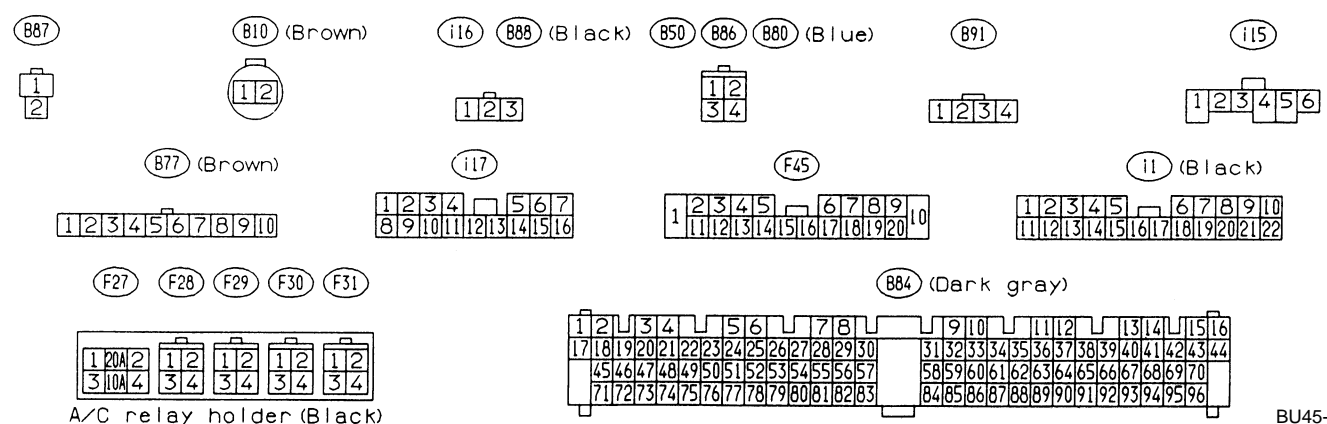 B87 B10 (Brown) i16 B88 (Black) B50 B86 B80 (Blue) B91 i15
1
2
1 2
1 2 3
1 2
3 4
1 2 3 4
1 2 3 4 5 6
B77 (Brown) i17 F45 i1 (Black)
1 2 3 4 5 6 7 8 9 10
1 2 3 4 5 6 7
8 9 10 11 12 13 14 15 16
1 2 3 4 5 6 7 8 9 10
11 12 13 14 15 16 17 18 19 20
1 2 3 4 5 6 7 8 9 10
11 12 13 14 15 16 17 18 19 20 21 22
F27 F28 F29 F30 F31 B84 (Dark gray)
1 20A 2 1 2 1 2 1 2 1 2
3 10A 4 3 4 3 4 3 4 3 4
A/C relay holder (Black)
1 2 3 4 5 6 7 8 9 10 11 12 13 14 15 16
17 18 19 20 21 22 23 24 25 26 27 28 29 30 31 32 33 34 35 36 37 38 39 40 41 42 43 44
45 46 47 48 49 50 51 52 53 54 55 56 57 58 59 60 61 62 63 64 65 66 67 68 69 70
71 72 73 74 75 76 77 78 79 80 81 82 83 84 85 86 87 88 89 90 91 92 93 94 95 96
BU45-